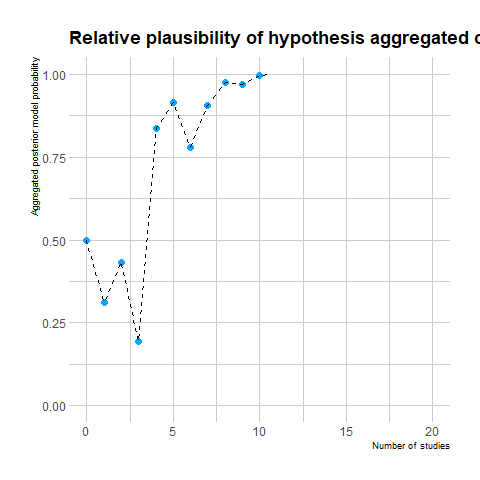 Relative plausibility of hypothesis aggregated o
Aggregated posterior model probability
1.00
0.75
0.50
0.25
0.00
0 5 10 15 20
Number of studies